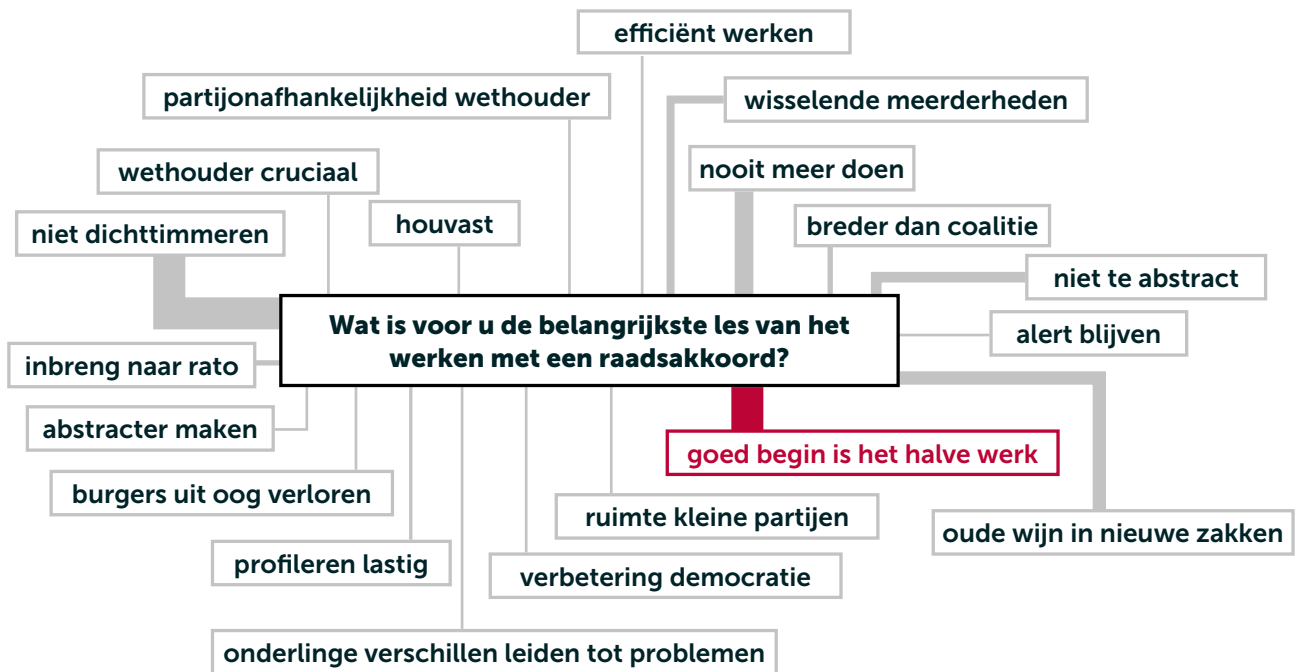 efficiënt werken
partijonafhankelijkheid wethouder
wisselende meerderheden
wethouder cruciaal
nooit meer doen
niet dichttimmeren
houvast
breder dan coalitie
niet te abstract
Wat is voor u de belangrijkste les van het
werken met een raadsakkoord?
alert blijven
inbreng naar rato
abstracter maken
goed begin is het halve werk
burgers uit oog verloren
ruimte kleine partijen
oude wijn in nieuwe zakken
profileren lastig
verbetering democratie
onderlinge verschillen leiden tot problemen